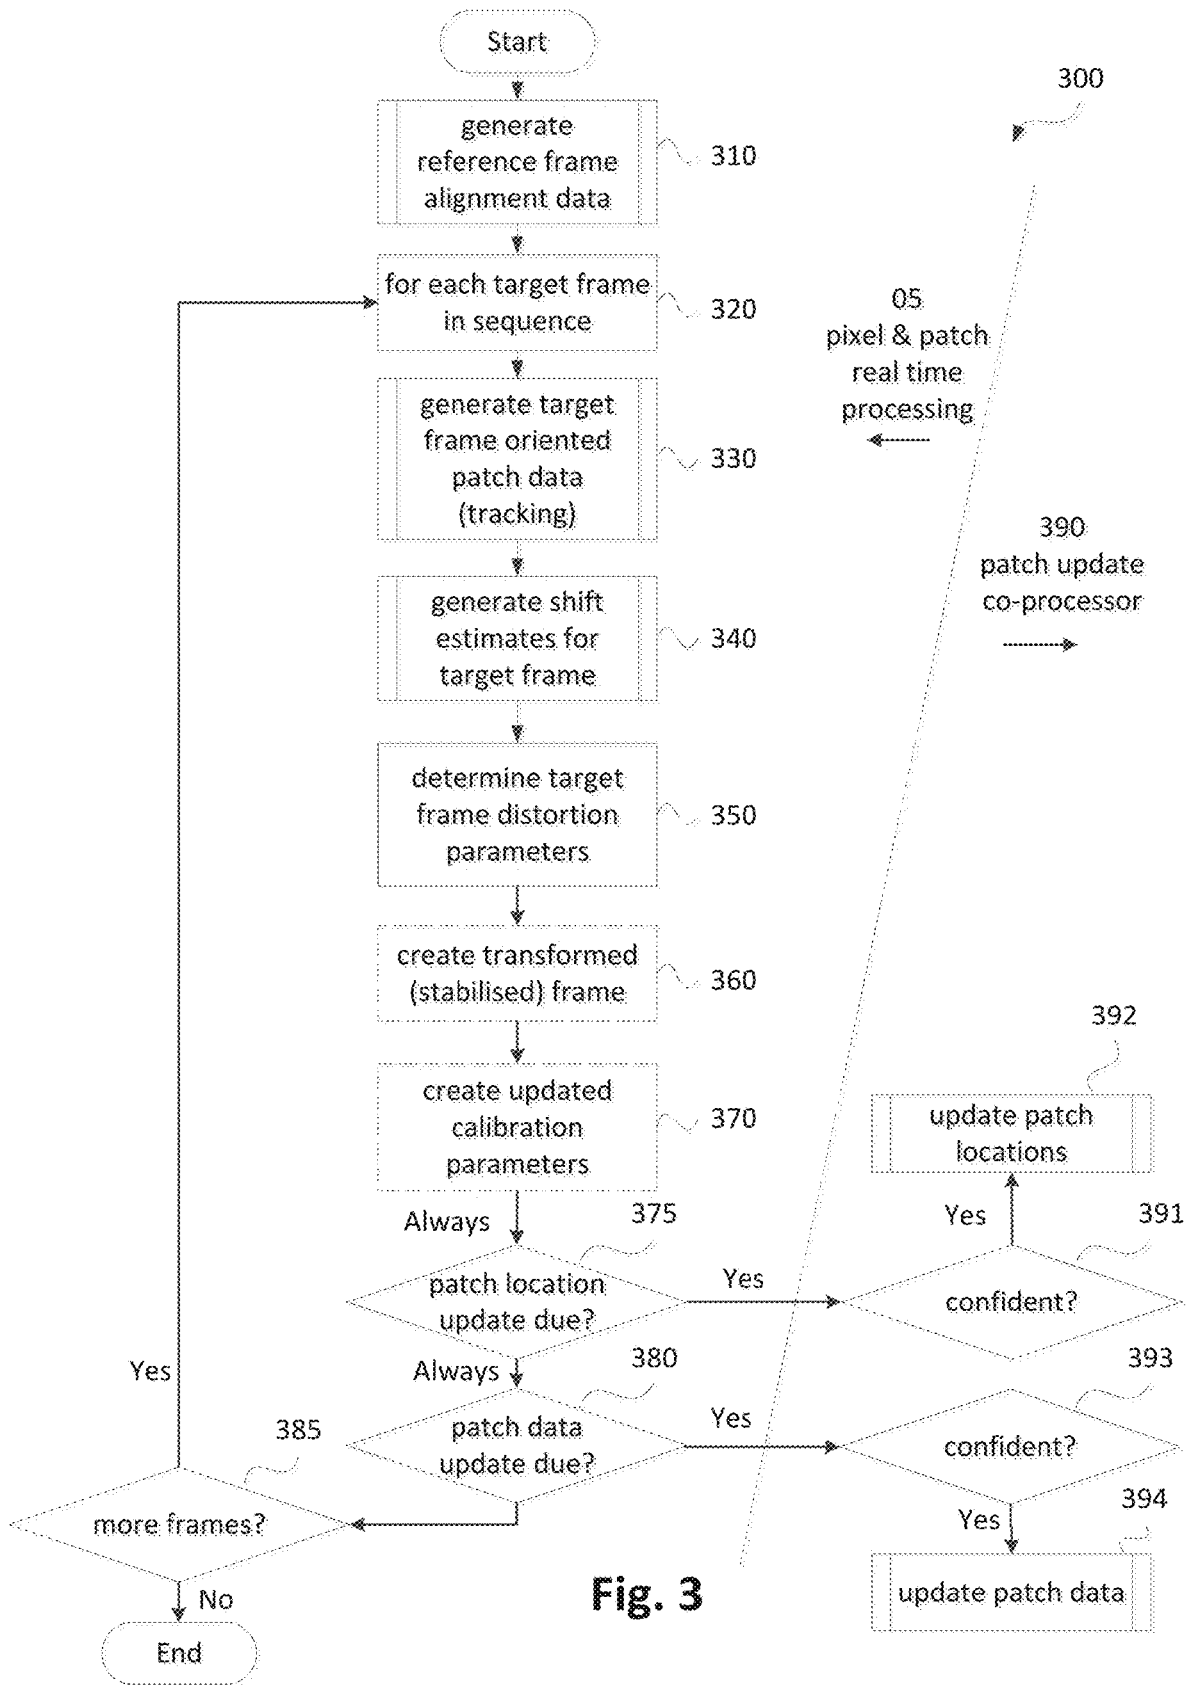 Start
300
generate
reference frame
alignment data
310
for each target frame
in sequence
320
05
pixel & patch
real time
processing
generate target
frame oriented
patch data
(tracking)
330
390
patch update
co-processor
generate shift
estimates for
target frame
340
determine target
frame distortion
parameters
350
create transformed
(stabilised) frame
360
392
create updated
calibration
parameters
370
update patch
locations
Always
375
Yes
391
patch location
update due?
Yes
confident?
Yes
Always
380
393
385
patch data
update due?
Yes
confident?
more frames?
394
Yes
Fig. 3
update patch data
No
End